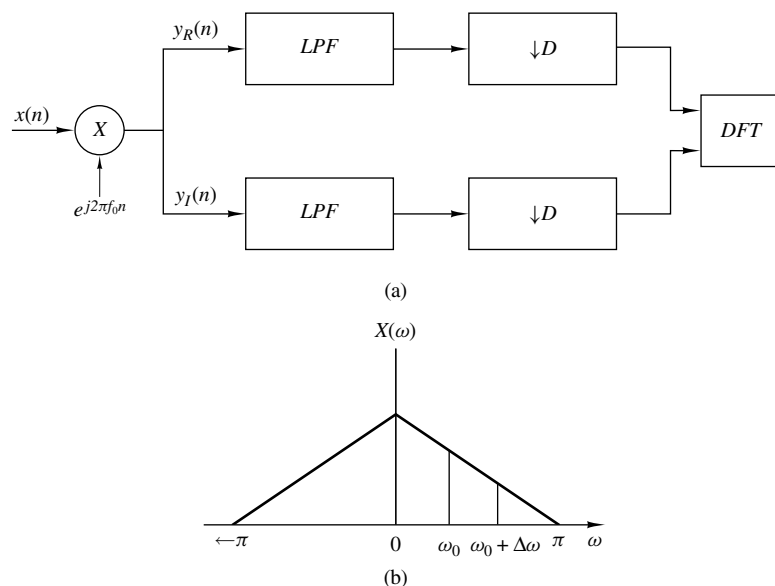 y_R(n)
LPF
↓D
x(n)
X
DFT
e^{j2πf_0n}
y_I(n)
LPF
↓D
(a)
X(ω)
←π 0 ω_0 ω_0 + Δω π ω
(b)